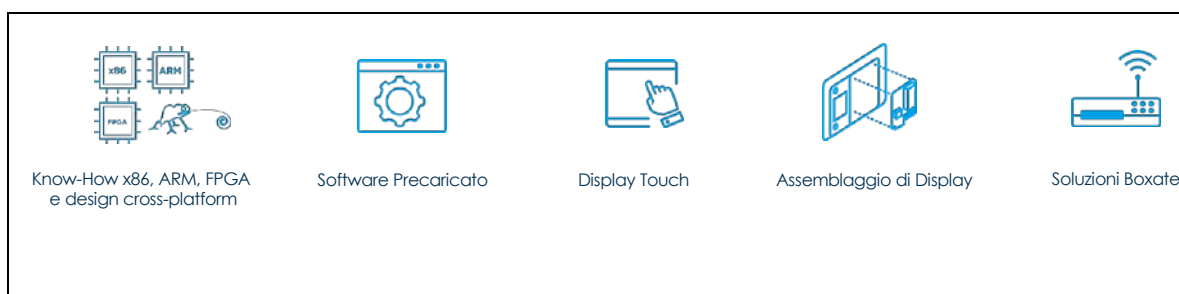 x86
ARM
FPGA
Know-How x86, ARM, FPGA
e design cross-platform
Software Precaricato
Display Touch
Assemblaggio di Display
Soluzioni Boxate